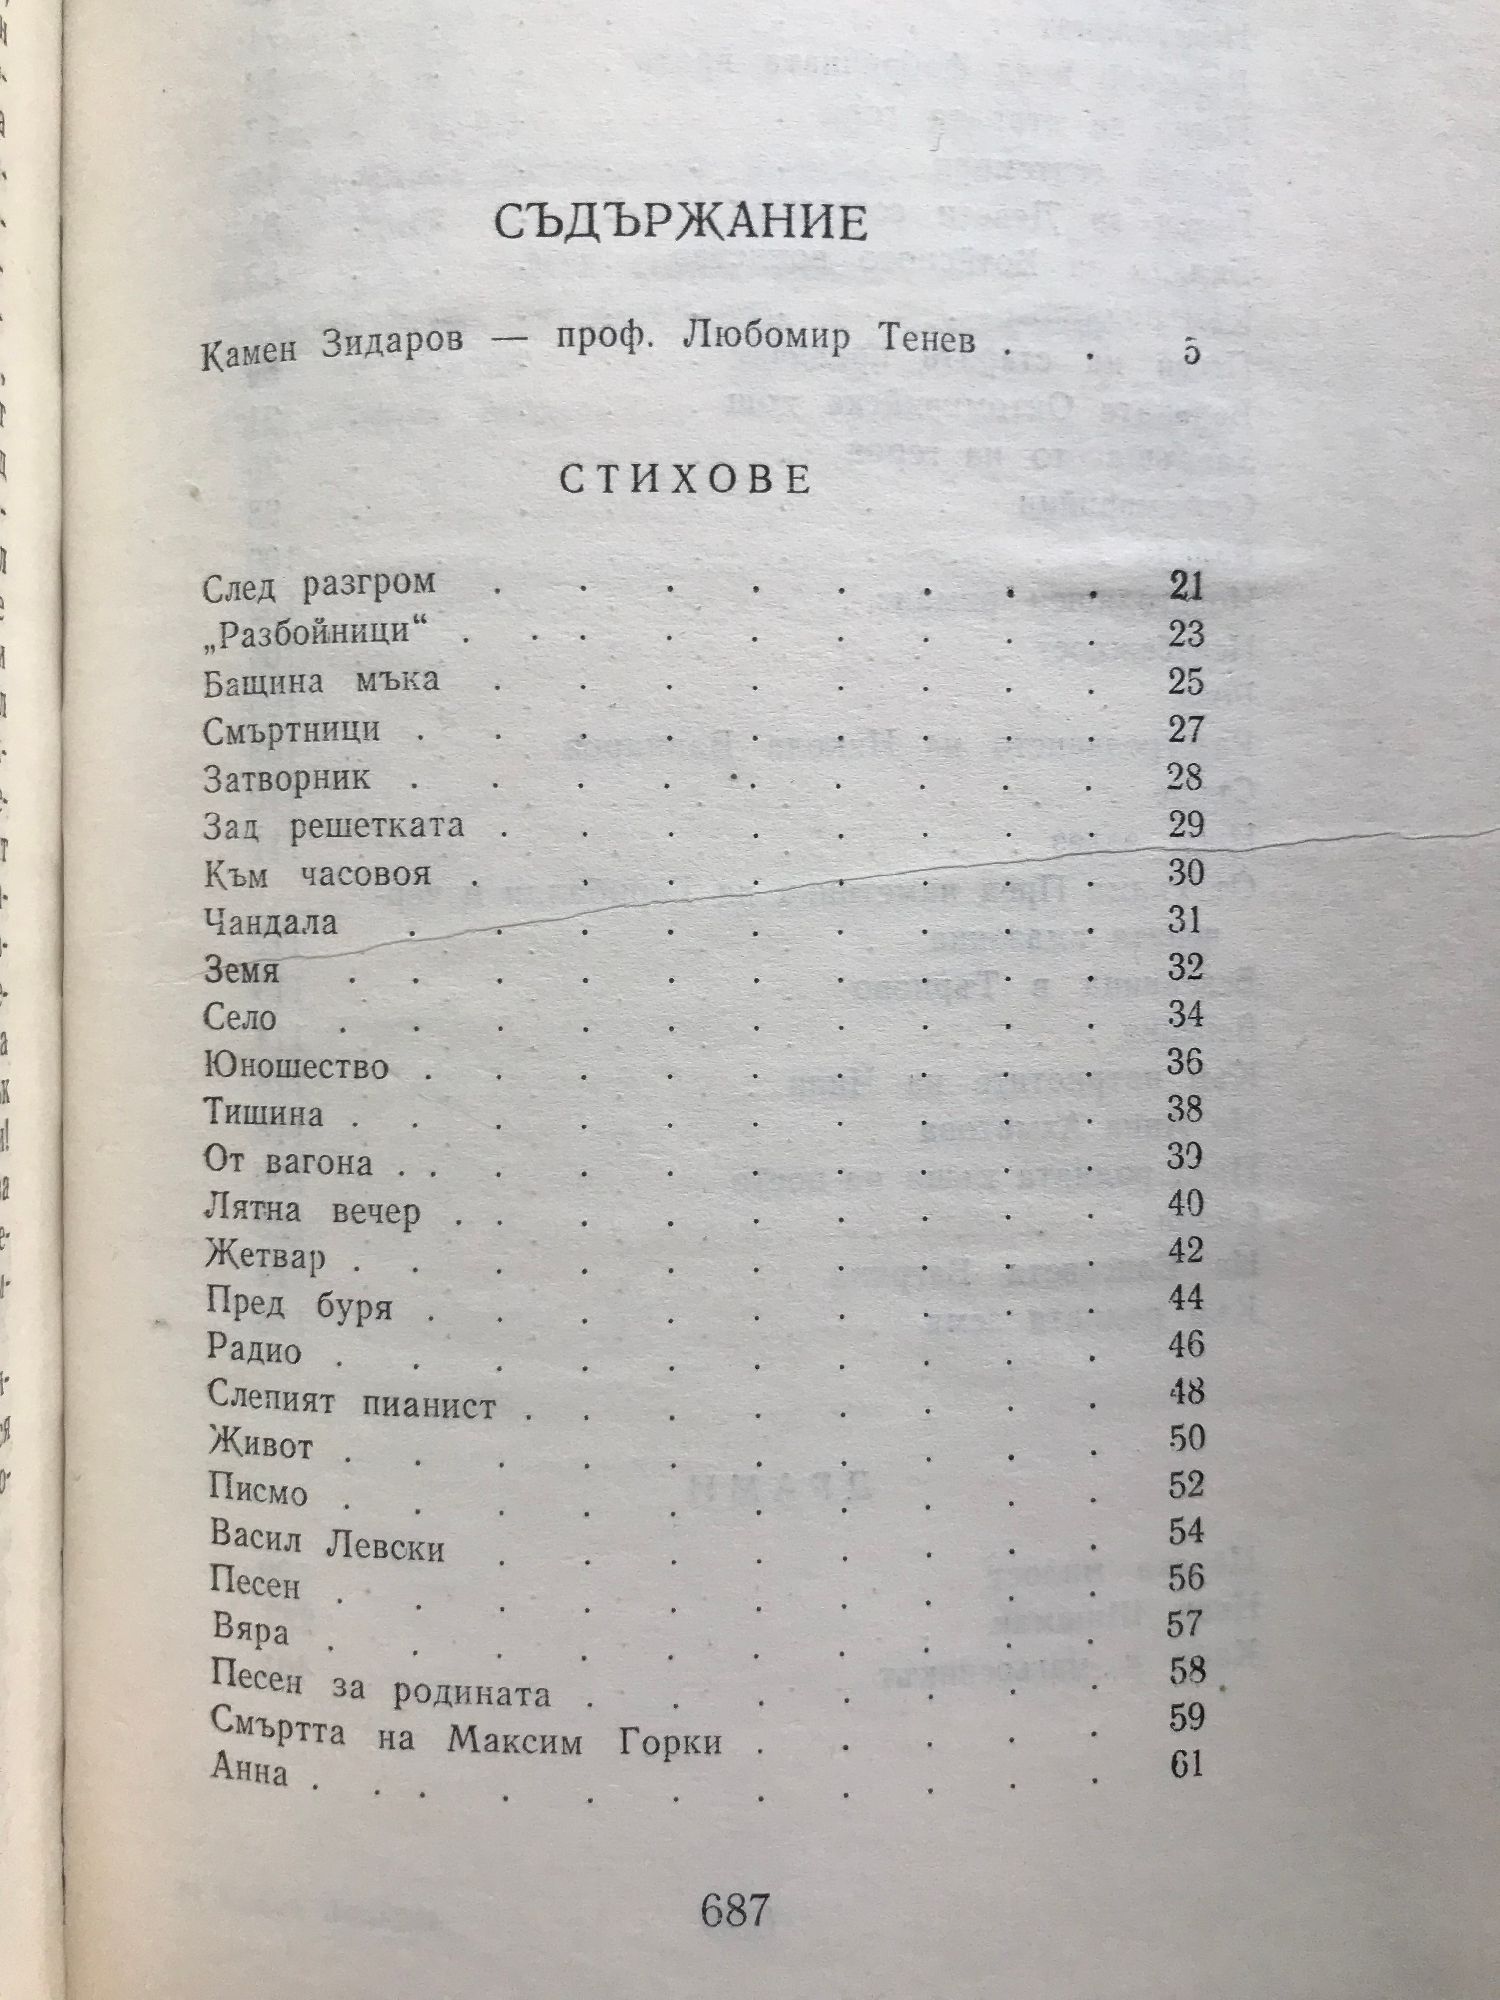 СЪДЪРЖАНИЕ
Камен Зидаров — проф. Любомир Тенев . . 5
СТИХОВЕ
След разгром . . . . . . . . 21
„Разбойници“ . . . . . . . . . 23
Бащина мъка . . . . . . . . 25
Смъртници . . . . . . . . . 27
Затворник . . . . . . . . . 28
Зад решетката . . . . . . . . 29
Към часовоя . . . . . . . . 30
Чандала . . . . . . . . . 31
Земя . . . . . . . . . . 32
Село . . . . . . . . . . 34
Юношество . . . . . . . . . 36
Тишина . . . . . . . . . . 38
От вагона . . . . . . . . . . 39
Лятна вечер . . . . . . . . . 40
Жетвар . . . . . . . . . . 42
Пред буря . . . . . . . . . 44
Радио . . . . . . . . . . 46
Слепият пианист . . . . . . . . 48
Живот . . . . . . . . . . 50
Писмо . . . . . . . . . . 52
Васил Левски . . . . . . . . 54
Песен . . . . . . . . . . 56
Вяра . . . . . . . . . . 57
Песен за родината . . . . . . . 58
Смъртта на Максим Горки . . . . . 59
Анна . . . . . . . . . . . 61
687